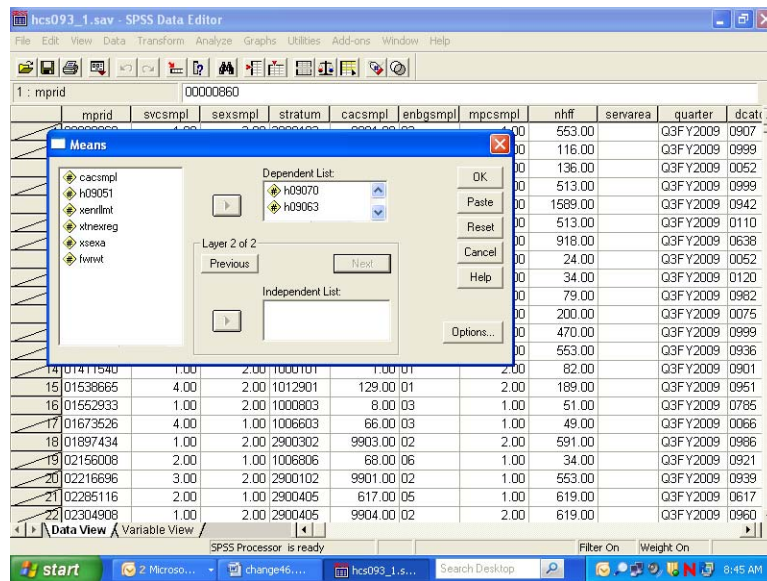 hcs093_1.sav - SPSS Data Editor
File Edit View Data Transform Analyze Graphs Utilities Add-ons Window Help
1 : mprid 00000860
mprid svcsmpl sexsmpl stratum cacsmpl enbgsmpl mpcsmpl nhff servarea quarter dcatc
553.00 Q3FY2009 0907
Means
116.00 Q3FY2009 0999
cacsmpl
h09051
xenrllmt
xtnexreg
xsexa
fwrwt
Dependent List:
h09070
h09063
Layer 2 of 2
Previous Next
Independent List:
OK
Paste
Reset
Cancel
Help
Options...
136.00 Q3FY2009 0052
513.00 Q3FY2009 0999
1589.00 Q3FY2009 0942
513.00 Q3FY2009 0110
918.00 Q3FY2009 0638
24.00 Q3FY2009 0052
34.00 Q3FY2009 0120
79.00 Q3FY2009 0982
200.00 Q3FY2009 0075
470.00 Q3FY2009 0999
553.00 Q3FY2009 0936
14 01411540 1.00 2.00 1000101 1.00 01 2.00 82.00 Q3FY2009 0901
15 01538665 4.00 2.00 1012901 129.00 01 2.00 189.00 Q3FY2009 0951
16 01552933 1.00 2.00 1000803 8.00 03 1.00 51.00 Q3FY2009 0785
17 01673526 4.00 1.00 1006603 66.00 03 1.00 49.00 Q3FY2009 0066
18 01897434 1.00 2.00 2900302 9903.00 02 2.00 591.00 Q3FY2009 0986
19 02156008 2.00 1.00 1006806 68.00 06 1.00 34.00 Q3FY2009 0921
20 02216696 3.00 2.00 2900102 9901.00 02 1.00 553.00 Q3FY2009 0939
21 02285116 2.00 1.00 2900405 617.00 05 1.00 619.00 Q3FY2009 0617
22 02304908 1.00 2.00 2900405 9904.00 02 2.00 619.00 Q3FY2009 0960
Data View Variable View
SPSS Processor is ready Filter On Weight On
start 2 Microso... change46.... hcs093_1.s... Search Desktop 8:45 AM